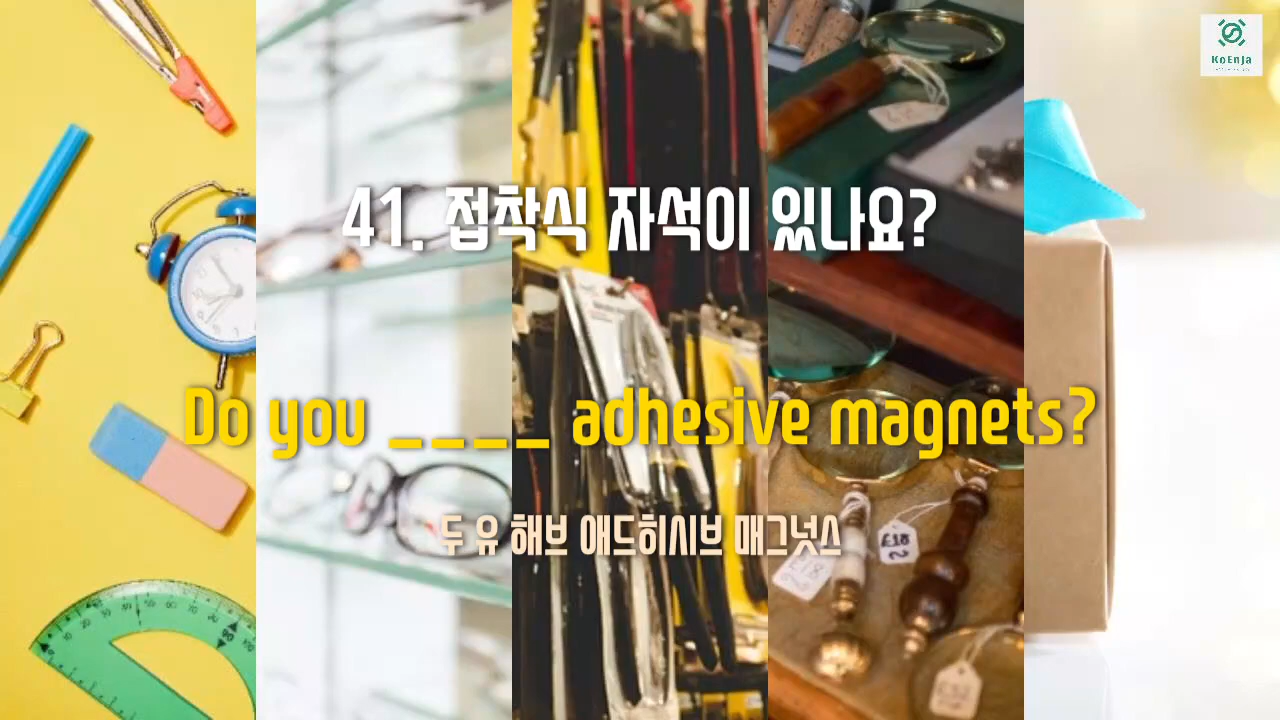 KoEnJa
41. 접착식 자석이 있나요?
Do you _ _ _ _ adhesive magnets?
두 유 해브 애드히시브 매그넛스